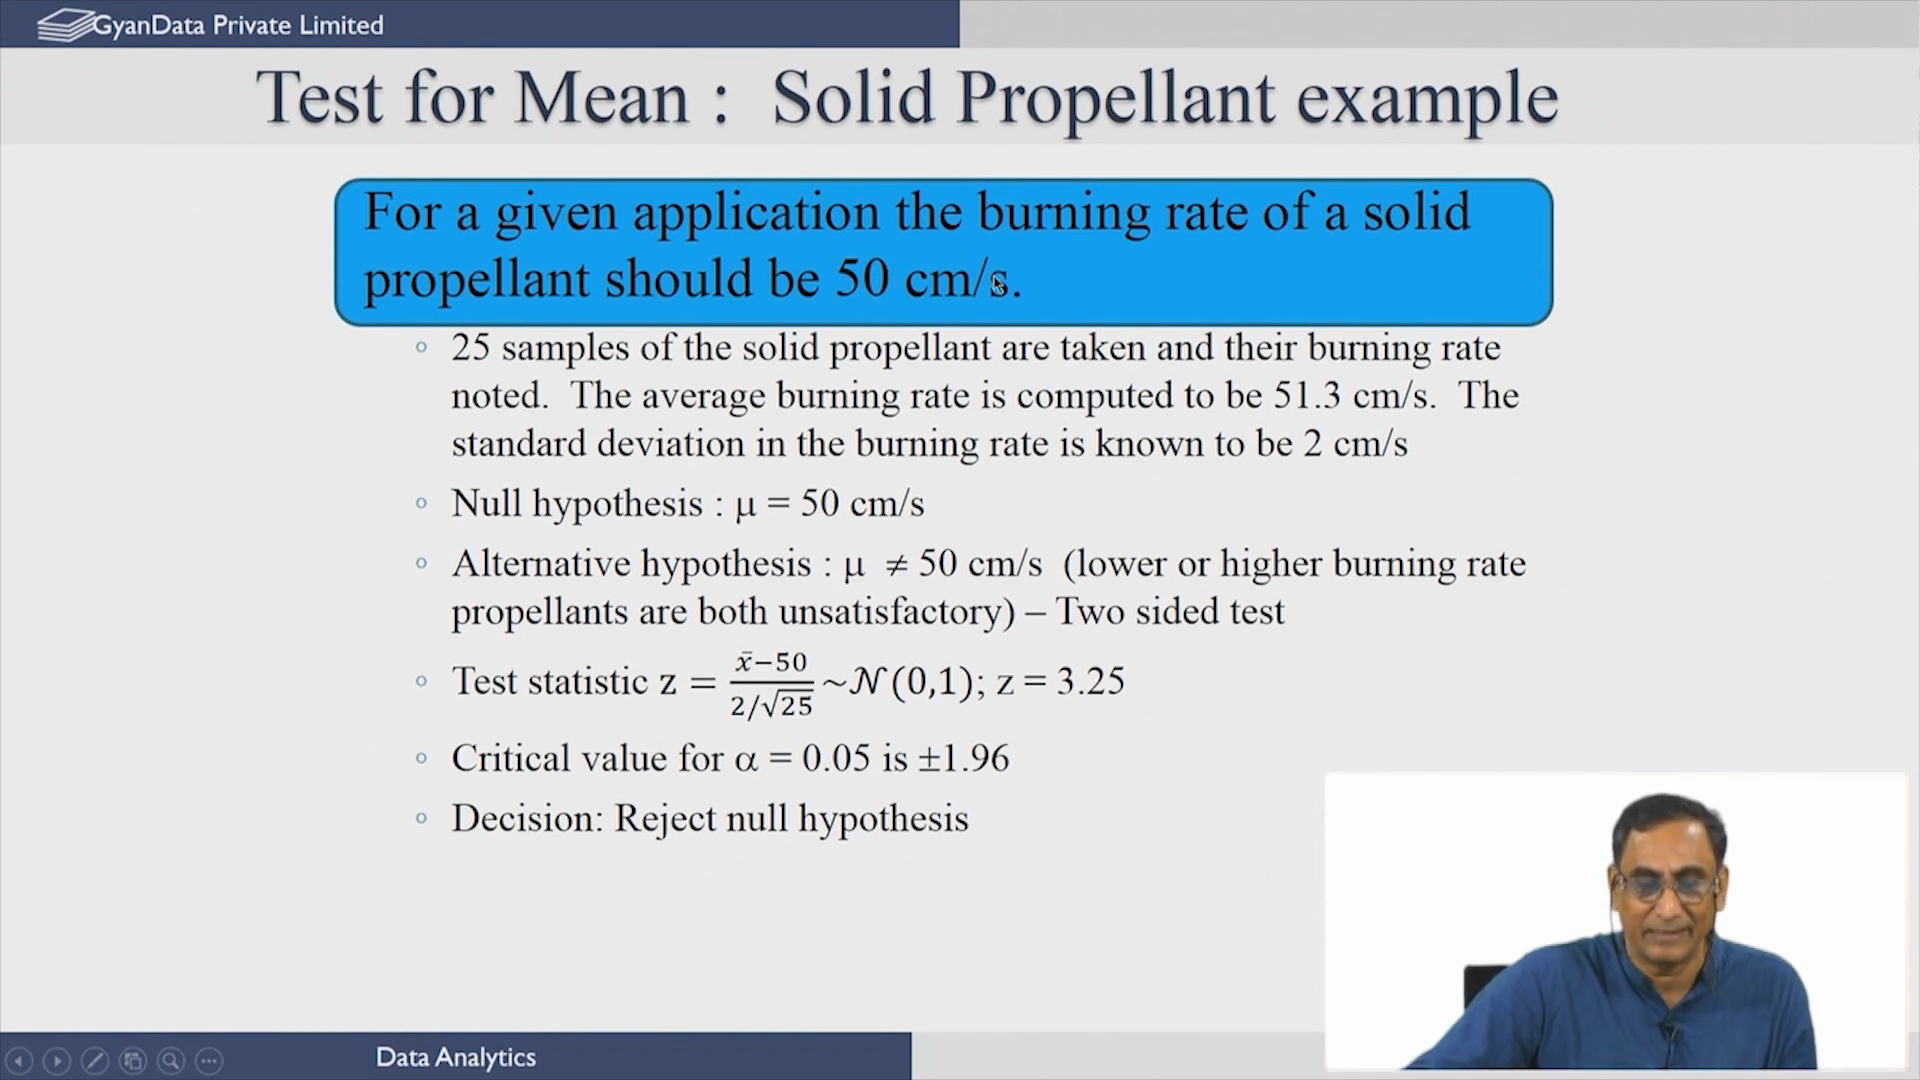 GyanData Private Limited
Test for Mean : Solid Propellant example
For a given application the burning rate of a solid
propellant should be 50 cm/s.
25 samples of the solid propellant are taken and their burning rate
noted. The average burning rate is computed to be 51.3 cm/s. The
standard deviation in the burning rate is known to be 2 cm/s
Null hypothesis : μ = 50 cm/s
Alternative hypothesis : μ ≠ 50 cm/s (lower or higher burning rate
propellants are both unsatisfactory) – Two sided test
Test statistic z = (x̄−50)/(2/√25) ~𝒩(0,1); z = 3.25
Critical value for α = 0.05 is ±1.96
Decision: Reject null hypothesis
Data Analytics